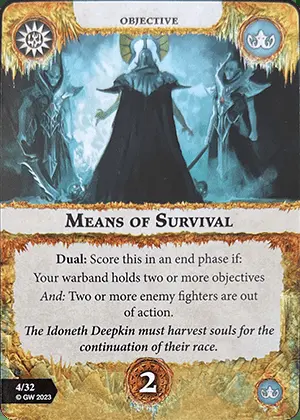 OBJECTIVE
MEANS OF SURVIVAL
Dual: Score this in an end phase if:
Your warband holds two or more objectives
And: Two or more enemy fighters are out
of action.
The Idoneth Deepkin must harvest souls for the
continuation of their race.
4/32
© GW 2023
2